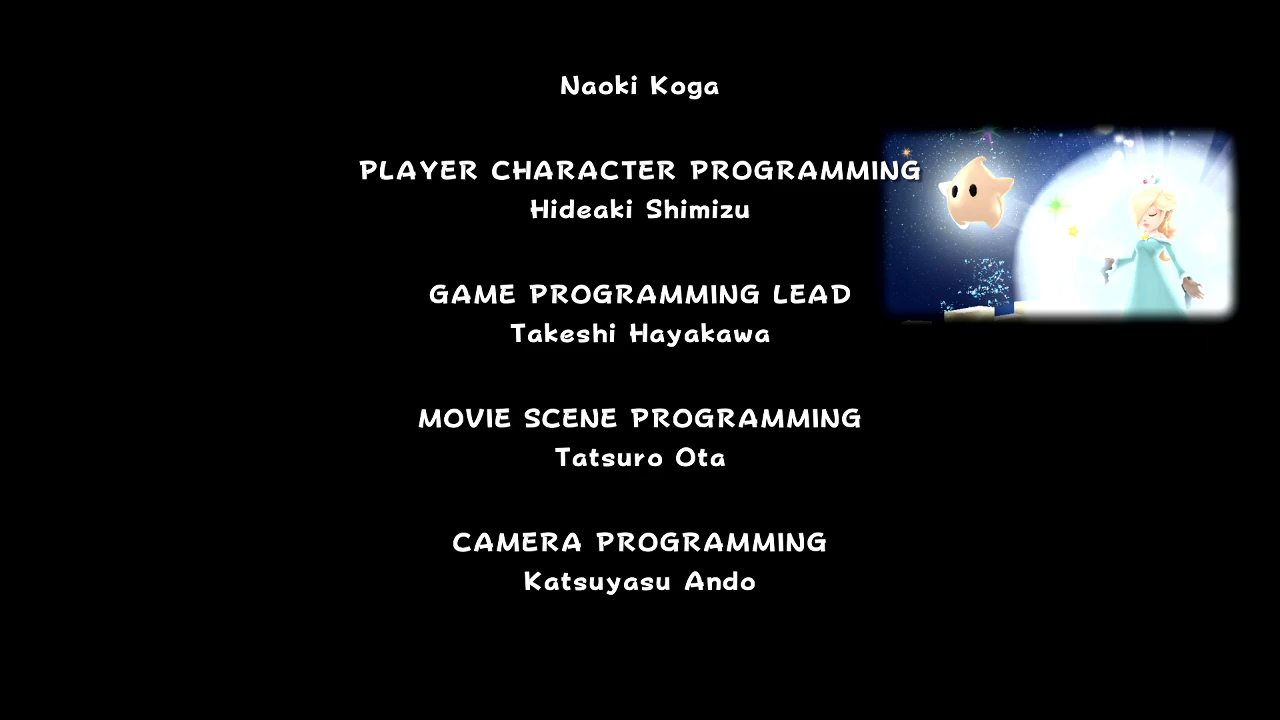 Naoki Koga
PLAYER CHARACTER PROGRAMMING
Hideaki Shimizu
GAME PROGRAMMING LEAD
Takeshi Hayakawa
MOVIE SCENE PROGRAMMING
Tatsuro Ota
CAMERA PROGRAMMING
Katsuyasu Ando